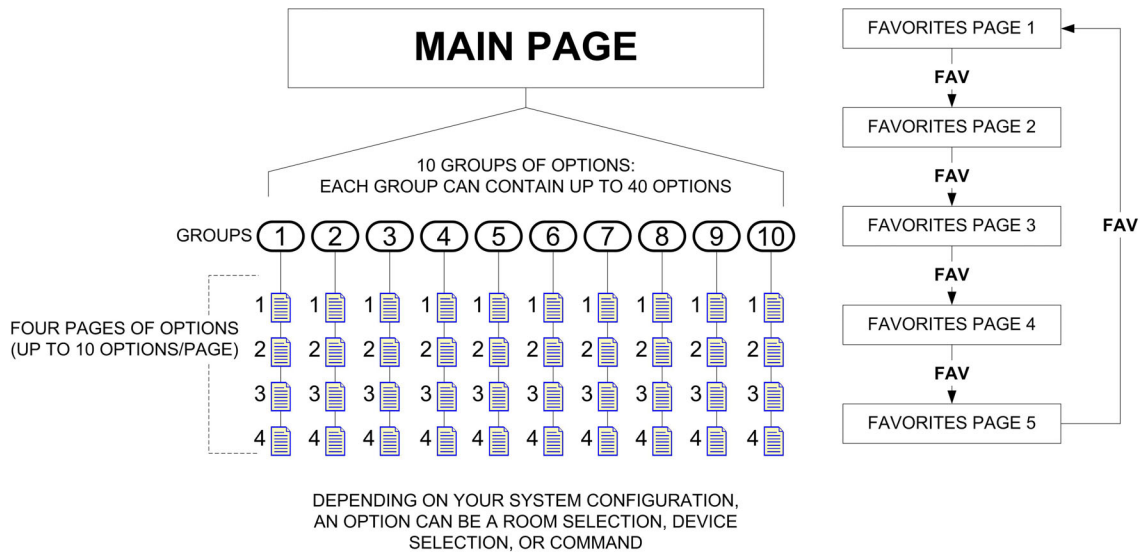 MAIN PAGE
10 GROUPS OF OPTIONS:
EACH GROUP CAN CONTAIN UP TO 40 OPTIONS
GROUPS 1 2 3 4 5 6 7 8 9 10
FOUR PAGES OF OPTIONS
(UP TO 10 OPTIONS/PAGE)
1 1 1 1 1 1 1 1 1 1
2 2 2 2 2 2 2 2 2 2
3 3 3 3 3 3 3 3 3 3
4 4 4 4 4 4 4 4 4 4
DEPENDING ON YOUR SYSTEM CONFIGURATION,
AN OPTION CAN BE A ROOM SELECTION, DEVICE
SELECTION, OR COMMAND
FAVORITES PAGE 1
FAV
FAVORITES PAGE 2
FAV
FAVORITES PAGE 3
FAV
FAVORITES PAGE 4
FAV
FAVORITES PAGE 5
FAV